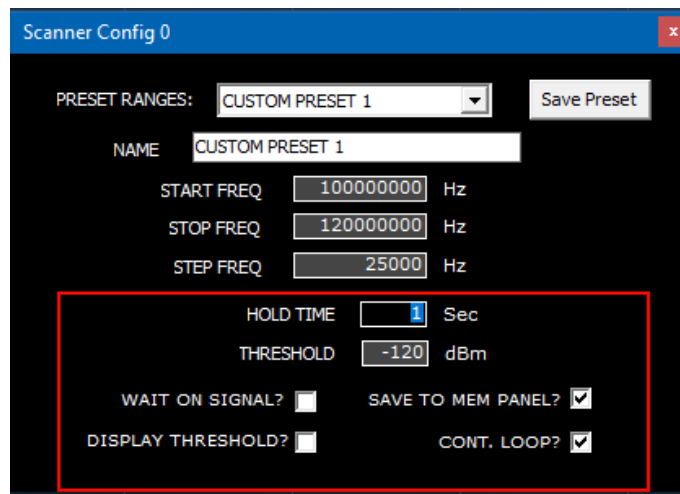 Scanner Config 0
x
PRESET RANGES: CUSTOM PRESET 1 Save Preset
NAME CUSTOM PRESET 1
START FREQ 100000000 Hz
STOP FREQ 120000000 Hz
STEP FREQ 25000 Hz
HOLD TIME 1 Sec
THRESHOLD -120 dBm
WAIT ON SIGNAL? SAVE TO MEM PANEL?
DISPLAY THRESHOLD? CONT. LOOP?